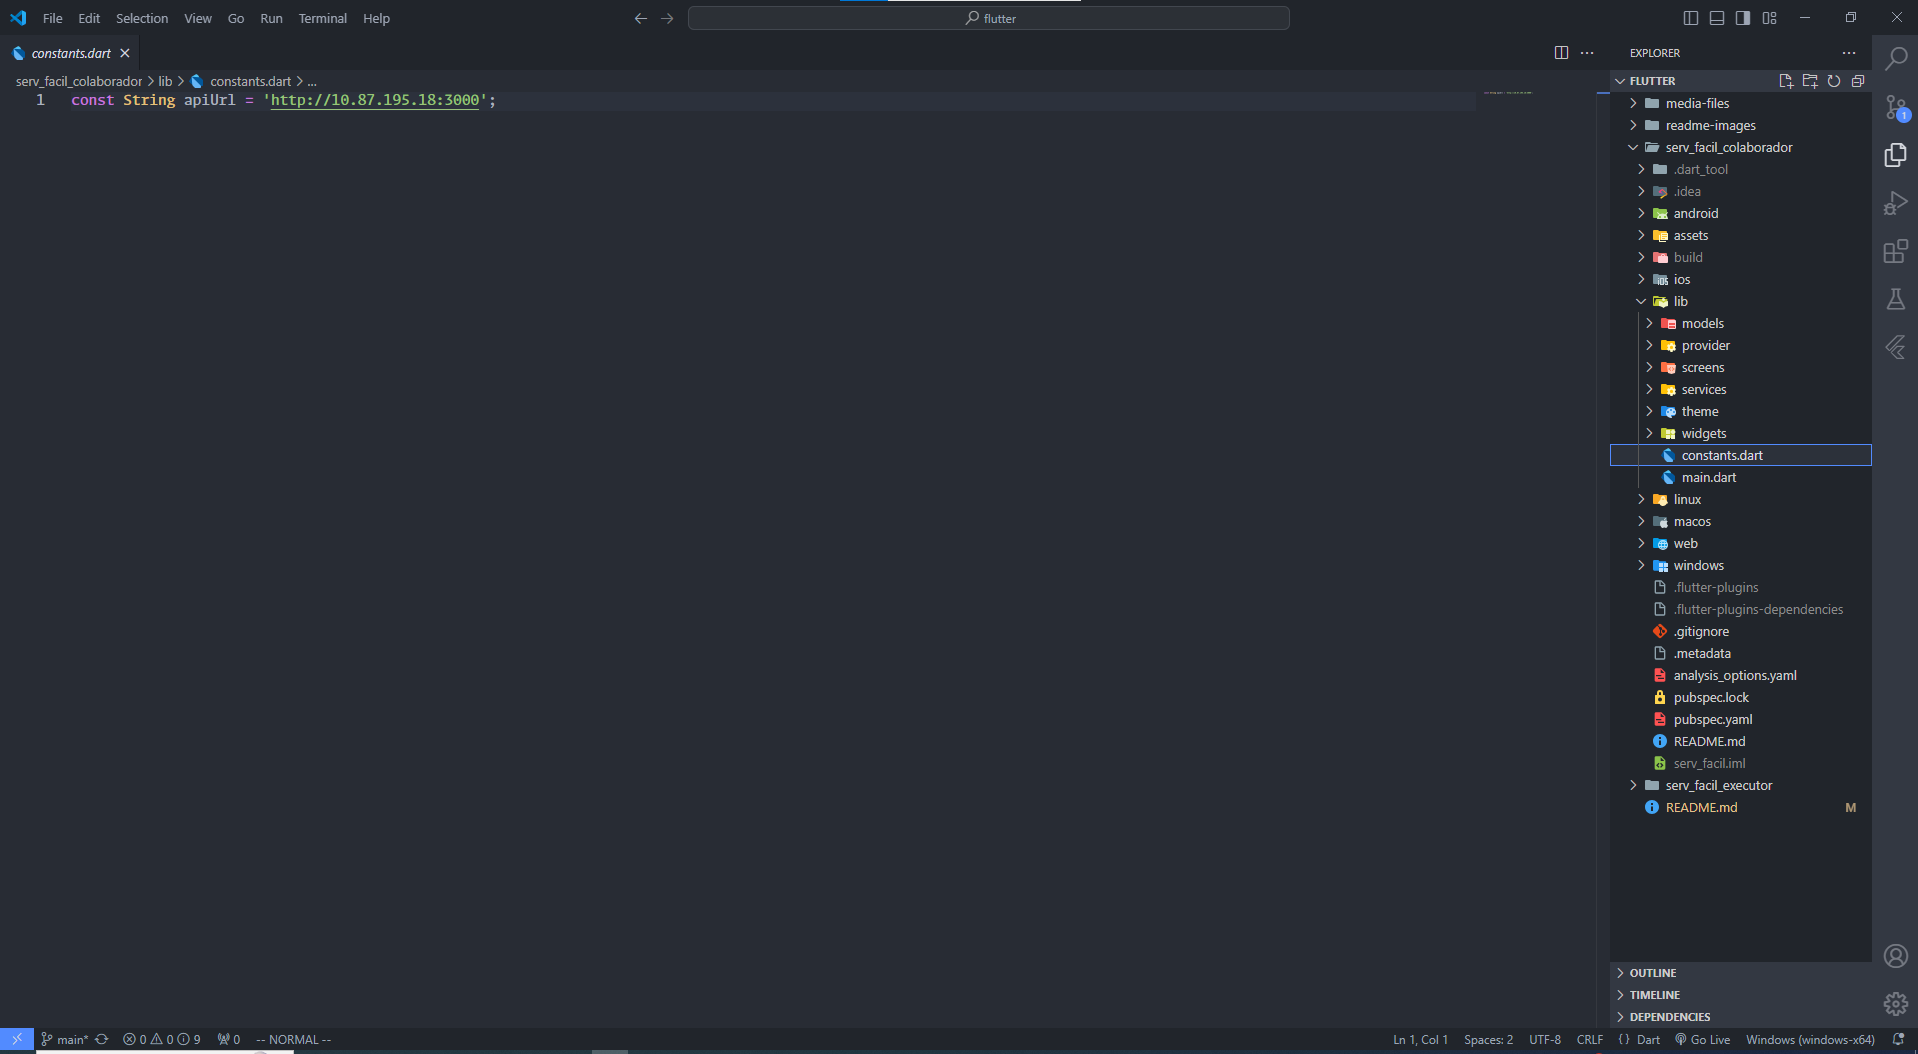 File Edit Selection View Go Run Terminal Help
flutter
constants.dart
serv_facil_colaborador > lib > constants.dart > ...
1 const String apiUrl = 'http://10.87.195.18:3000';
EXPLORER
FLUTTER
media-files
readme-images
serv_facil_colaborador
.dart_tool
.idea
android
assets
build
ios
lib
models
provider
screens
services
theme
widgets
constants.dart
main.dart
linux
macos
web
windows
.flutter-plugins
.flutter-plugins-dependencies
.gitignore
.metadata
analysis_options.yaml
pubspec.lock
pubspec.yaml
README.md
serv_facil.iml
serv_facil_executor
README.md M
OUTLINE
TIMELINE
DEPENDENCIES
1
main* 0 0 9 0 -- NORMAL -- Ln 1, Col 1 Spaces: 2 UTF-8 CRLF { } Dart Go Live Windows (windows-x64)